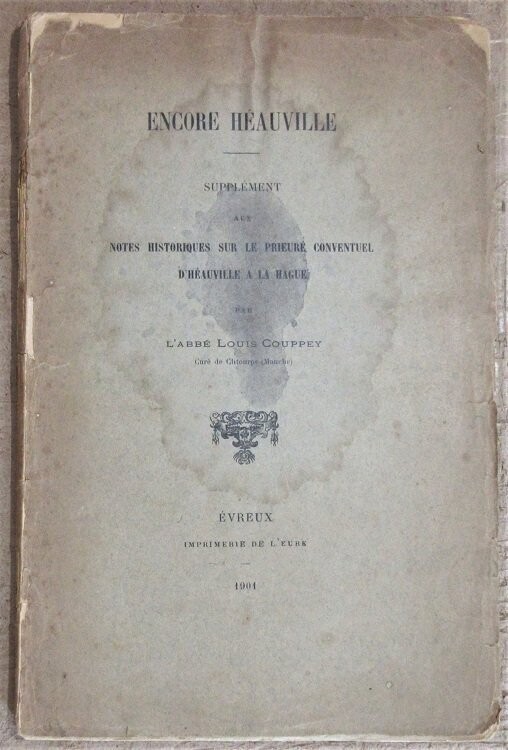 ENCORE HÉAUVILLE
SUPPLÉMENT
AUX
NOTES HISTORIQUES SUR LE PRIEURÉ CONVENTUEL
D'HÉAUVILLE A LA HAGUE
PAR
L'ABBÉ LOUIS COUPPEY
Curé de (Manche)
ÉVREUX
IMPRIMERIE DE L'EURE
1901